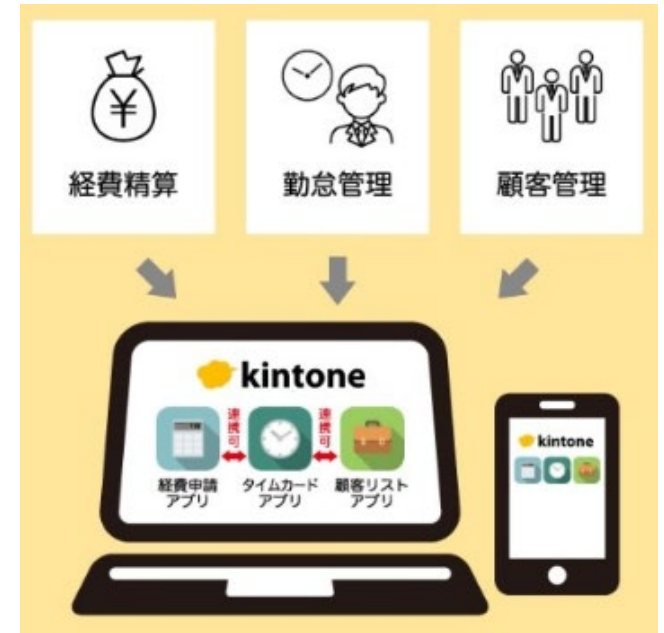 ¥
経費精算
勤怠管理
顧客管理
kintone
連携可
連携可
経費申請
アプリ
タイムカード
アプリ
顧客リスト
アプリ
kintone